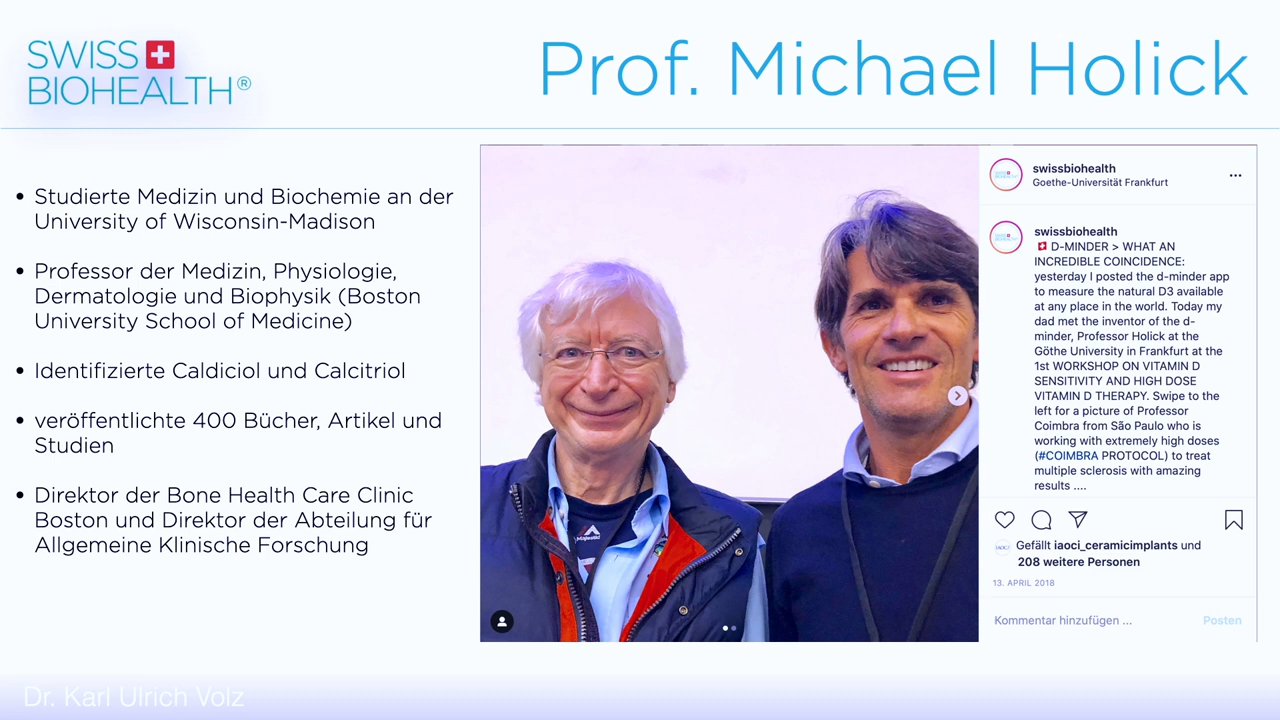 SWISS
BIOHEALTH®
Prof. Michael Holick
• Studierte Medizin und Biochemie an der
University of Wisconsin-Madison
• Professor der Medizin, Physiologie,
Dermatologie und Biophysik (Boston
University School of Medicine)
• Identifizierte Caldiciol und Calcitriol
• veröffentlichte 400 Bücher, Artikel und
Studien
• Direktor der Bone Health Care Clinic
Boston und Direktor der Abteilung für
Allgemeine Klinische Forschung
Majestic
swissbiohealth
Goethe-Universität Frankfurt
swissbiohealth
🇨🇭 D-MINDER > WHAT AN
INCREDIBLE COINCIDENCE:
yesterday I posted the d-minder app
to measure the natural D3 available
at any place in the world. Today my
dad met the inventor of the d-
minder, Professor Holick at the
Göthe University in Frankfurt at the
1st WORKSHOP ON VITAMIN D
SENSITIVITY AND HIGH DOSE
VITAMIN D THERAPY. Swipe to the
left for a picture of Professor
Coimbra from São Paulo who is
working with extremely high doses
(#COIMBRA PROTOCOL) to treat
multiple sclerosis with amazing
results ....
Gefällt iaoci_ceramicimplants und
208 weitere Personen
13. APRIL 2018
Kommentar hinzufügen ... Posten
Dr. Karl Ulrich Volz